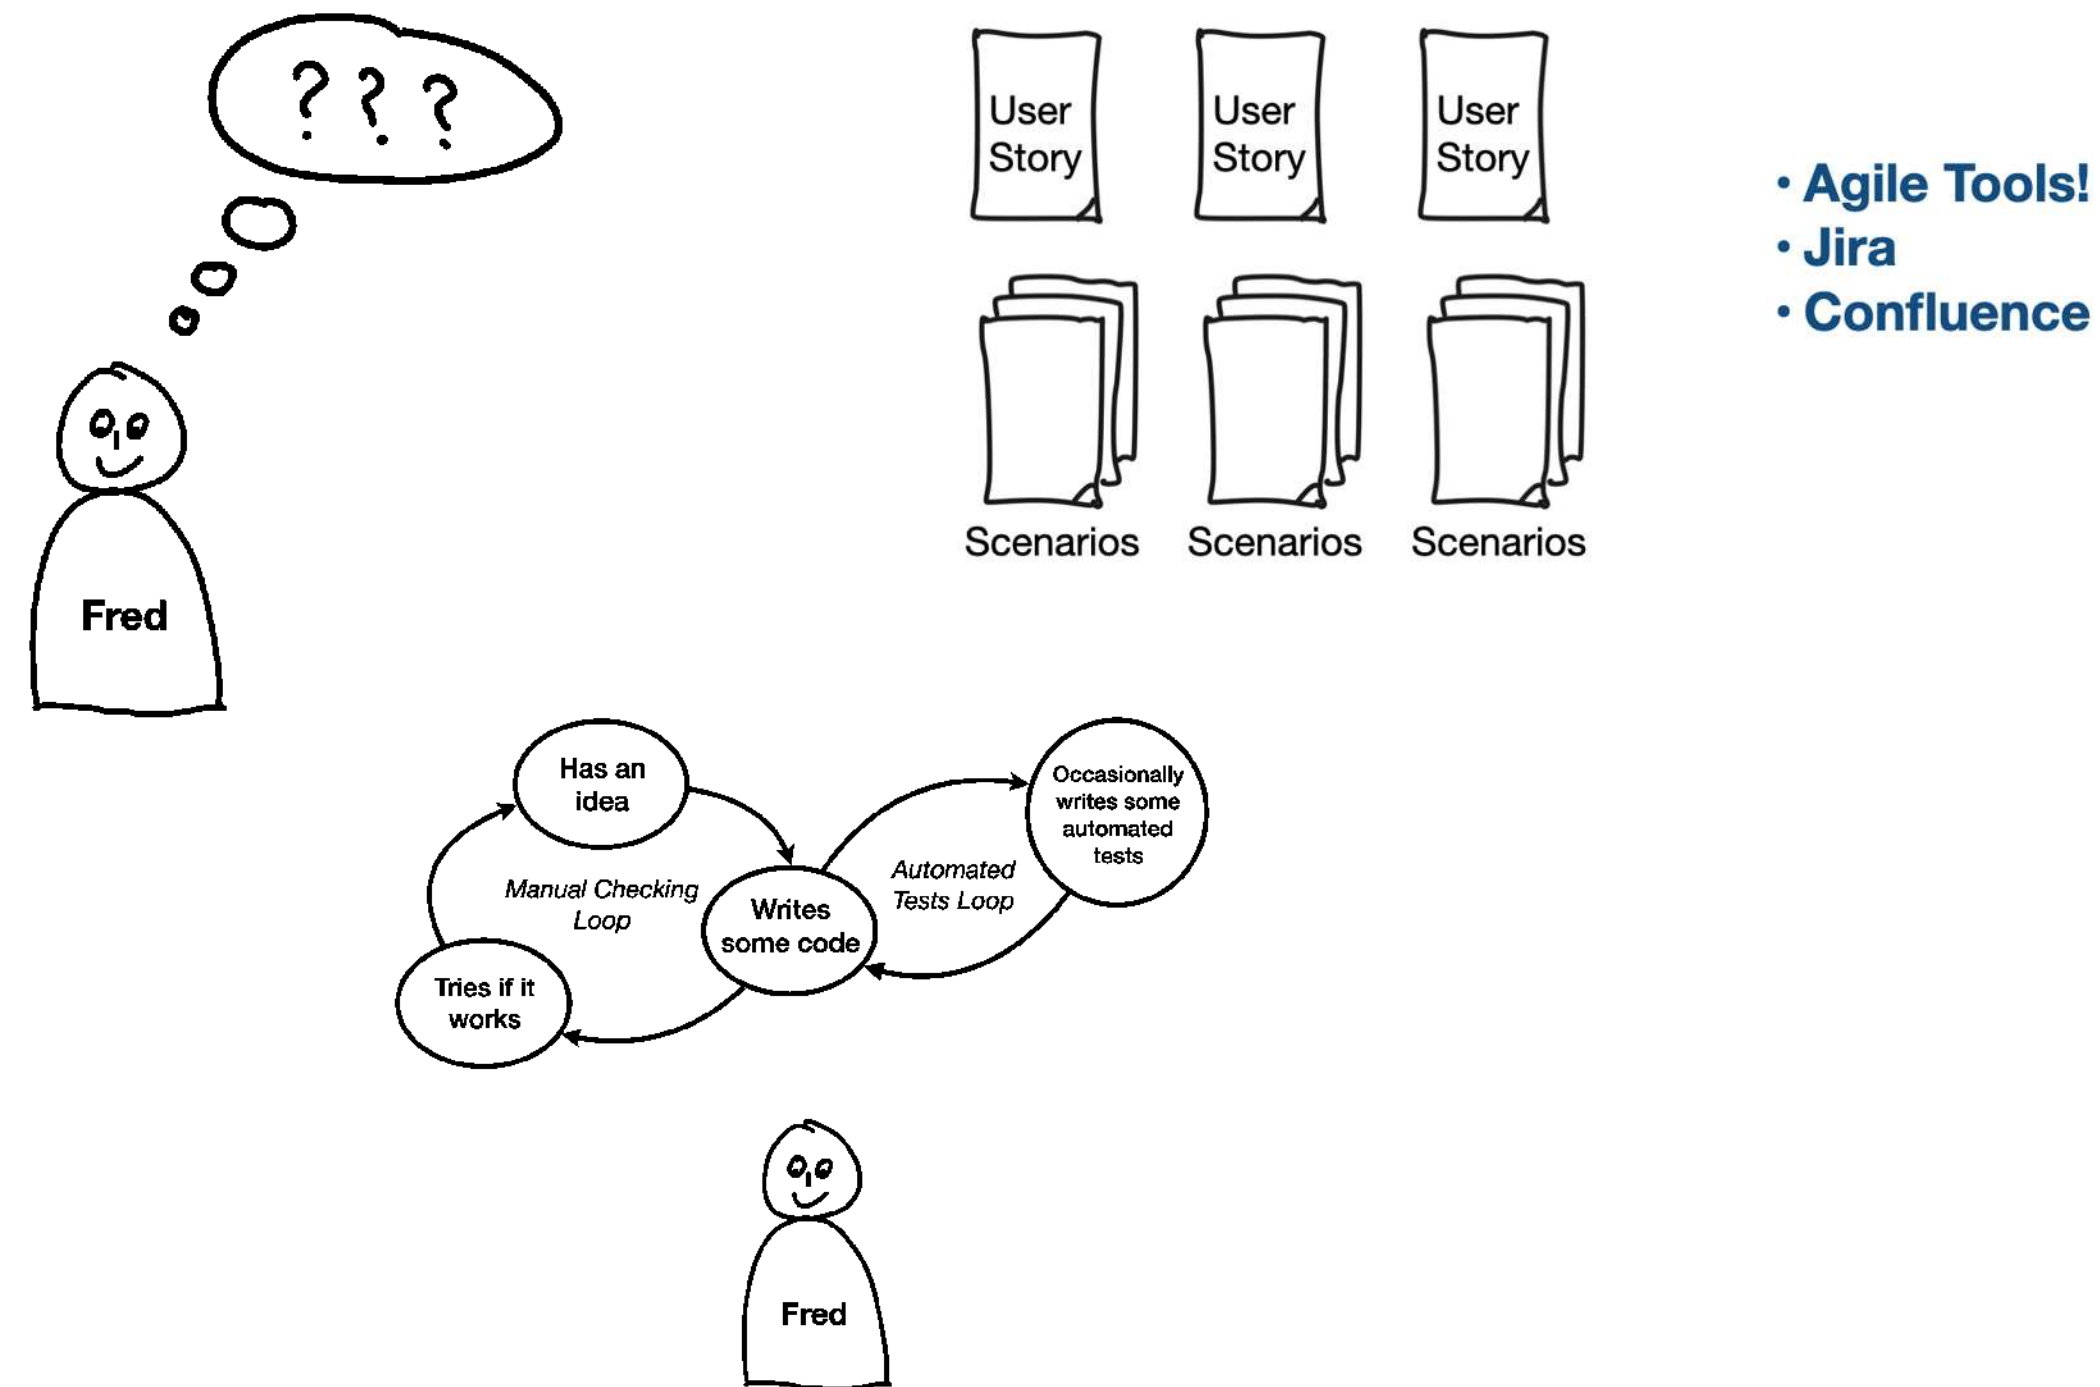 ? ? ?
Fred
User
Story
User
Story
User
Story
Scenarios
Scenarios
Scenarios
• Agile Tools!
• Jira
• Confluence
Has an
idea
Manual Checking
Loop
Writes
some code
Tries if it
works
Automated
Tests Loop
Occasionally
writes some
automated
tests
Fred